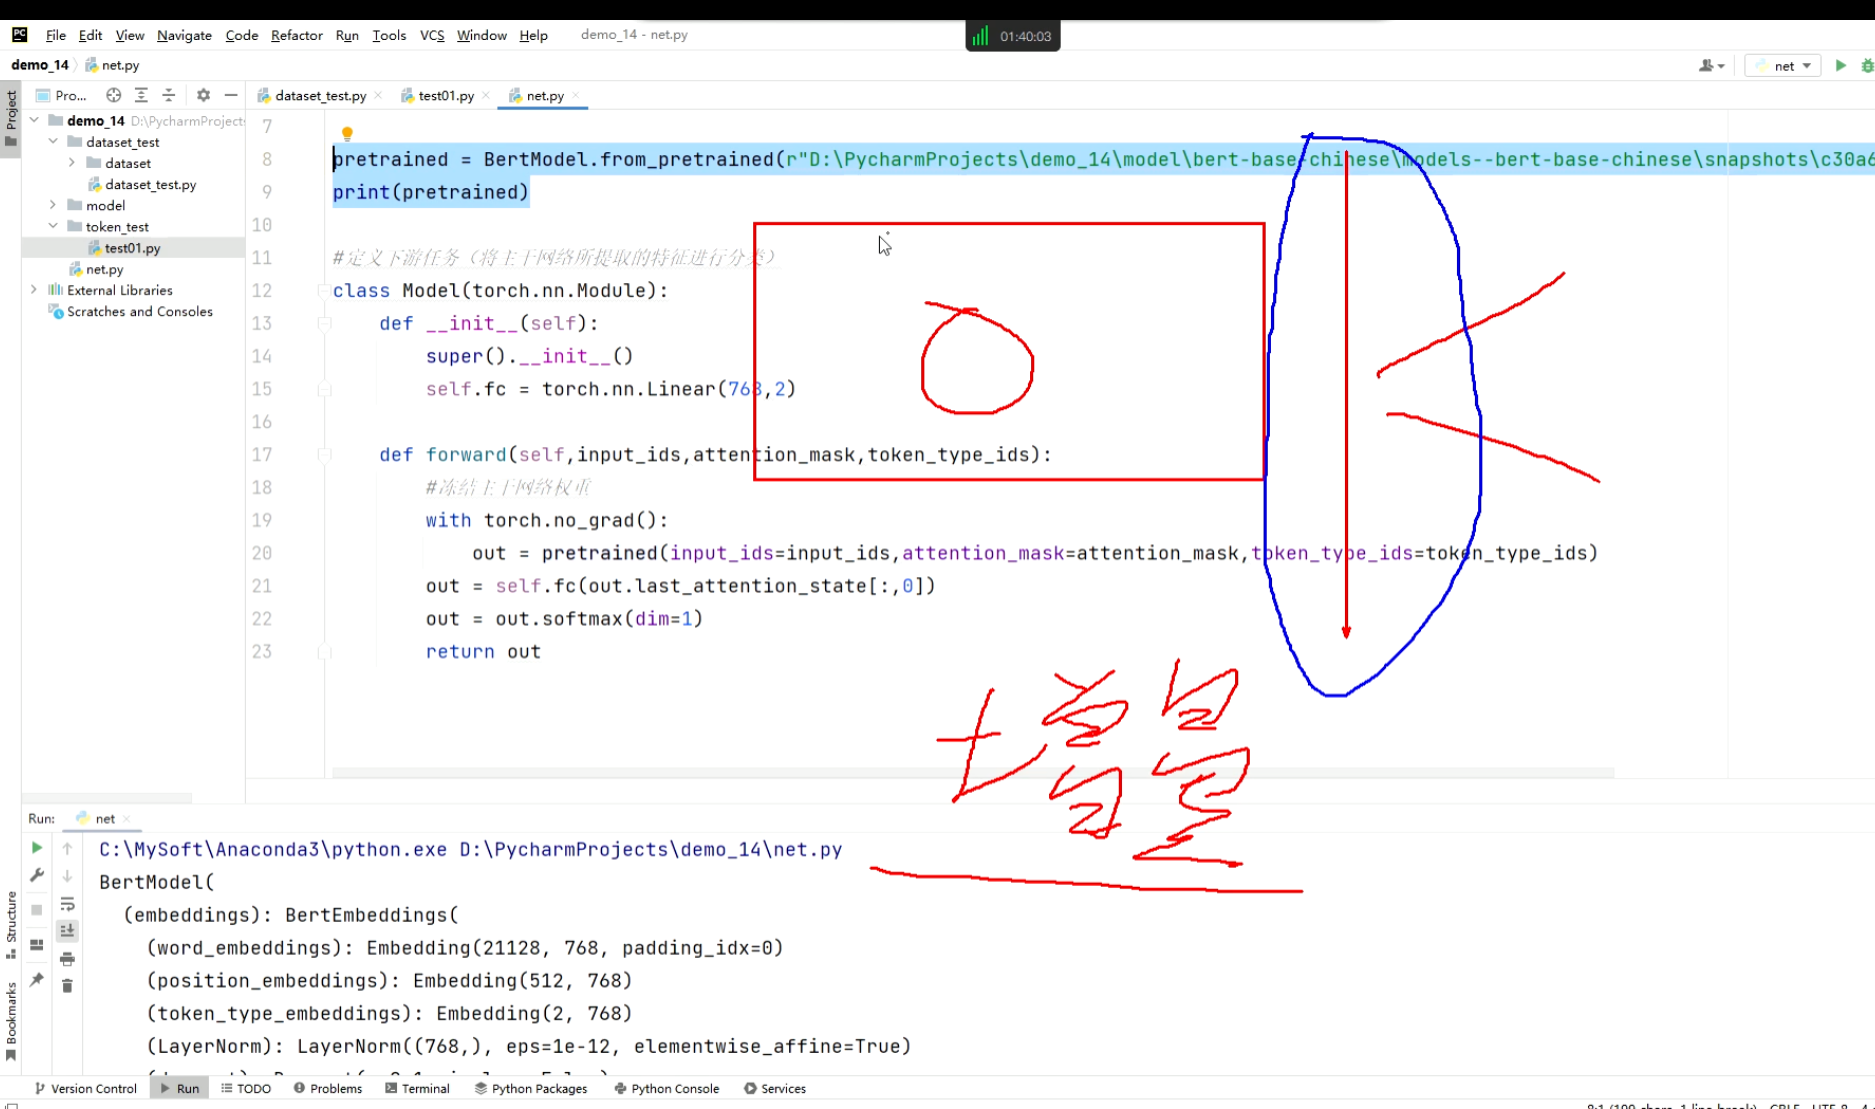 File Edit View Navigate Code Refactor Run Tools VCS Window Help demo_14 - net.py
01:40:03
demo_14 net.py
net
Project
Pro...
dataset_test.py test01.py net.py
demo_14 D:\PycharmProjects
dataset_test
dataset
dataset_test.py
model
token_test
test01.py
net.py
External Libraries
Scratches and Consoles
7
8 pretrained = BertModel.from_pretrained(r"D:\PycharmProjects\demo_14\model\bert-base-chinese\models--bert-base-chinese\snapshots\c30a6
9 print(pretrained)
10
11 #定义下游任务（将主干网络所提取的特征进行分类）
12 class Model(torch.nn.Module):
13 def __init__(self):
14 super().__init__()
15 self.fc = torch.nn.Linear(768,2)
16
17 def forward(self,input_ids,attention_mask,token_type_ids):
18 #冻结主干网络权重
19 with torch.no_grad():
20 out = pretrained(input_ids=input_ids,attention_mask=attention_mask,token_type_ids=token_type_ids)
21 out = self.fc(out.last_attention_state[:,0])
22 out = out.softmax(dim=1)
23 return out
Run: net
C:\MySoft\Anaconda3\python.exe D:\PycharmProjects\demo_14\net.py
BertModel(
(embeddings): BertEmbeddings(
(word_embeddings): Embedding(21128, 768, padding_idx=0)
(position_embeddings): Embedding(512, 768)
(token_type_embeddings): Embedding(2, 768)
(LayerNorm): LayerNorm((768,), eps=1e-12, elementwise_affine=True)
Structure
Bookmarks
Version Control Run TODO Problems Terminal Python Packages Python Console Services